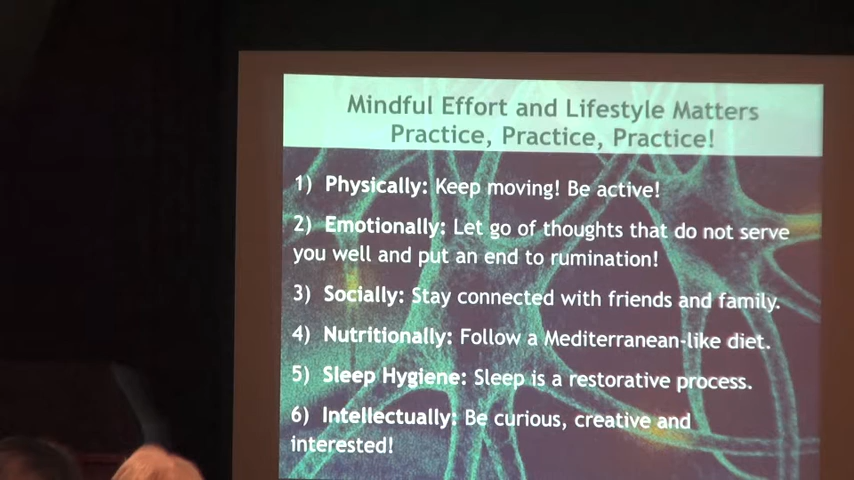 Mindful Effort and Lifestyle Matters
Practice, Practice, Practice!
1) Physically: Keep moving! Be active!
2) Emotionally: Let go of thoughts that do not serve
you well and put an end to rumination!
3) Socially: Stay connected with friends and family.
4) Nutritionally: Follow a Mediterranean-like diet.
5) Sleep Hygiene: Sleep is a restorative process.
6) Intellectually: Be curious, creative and
interested!